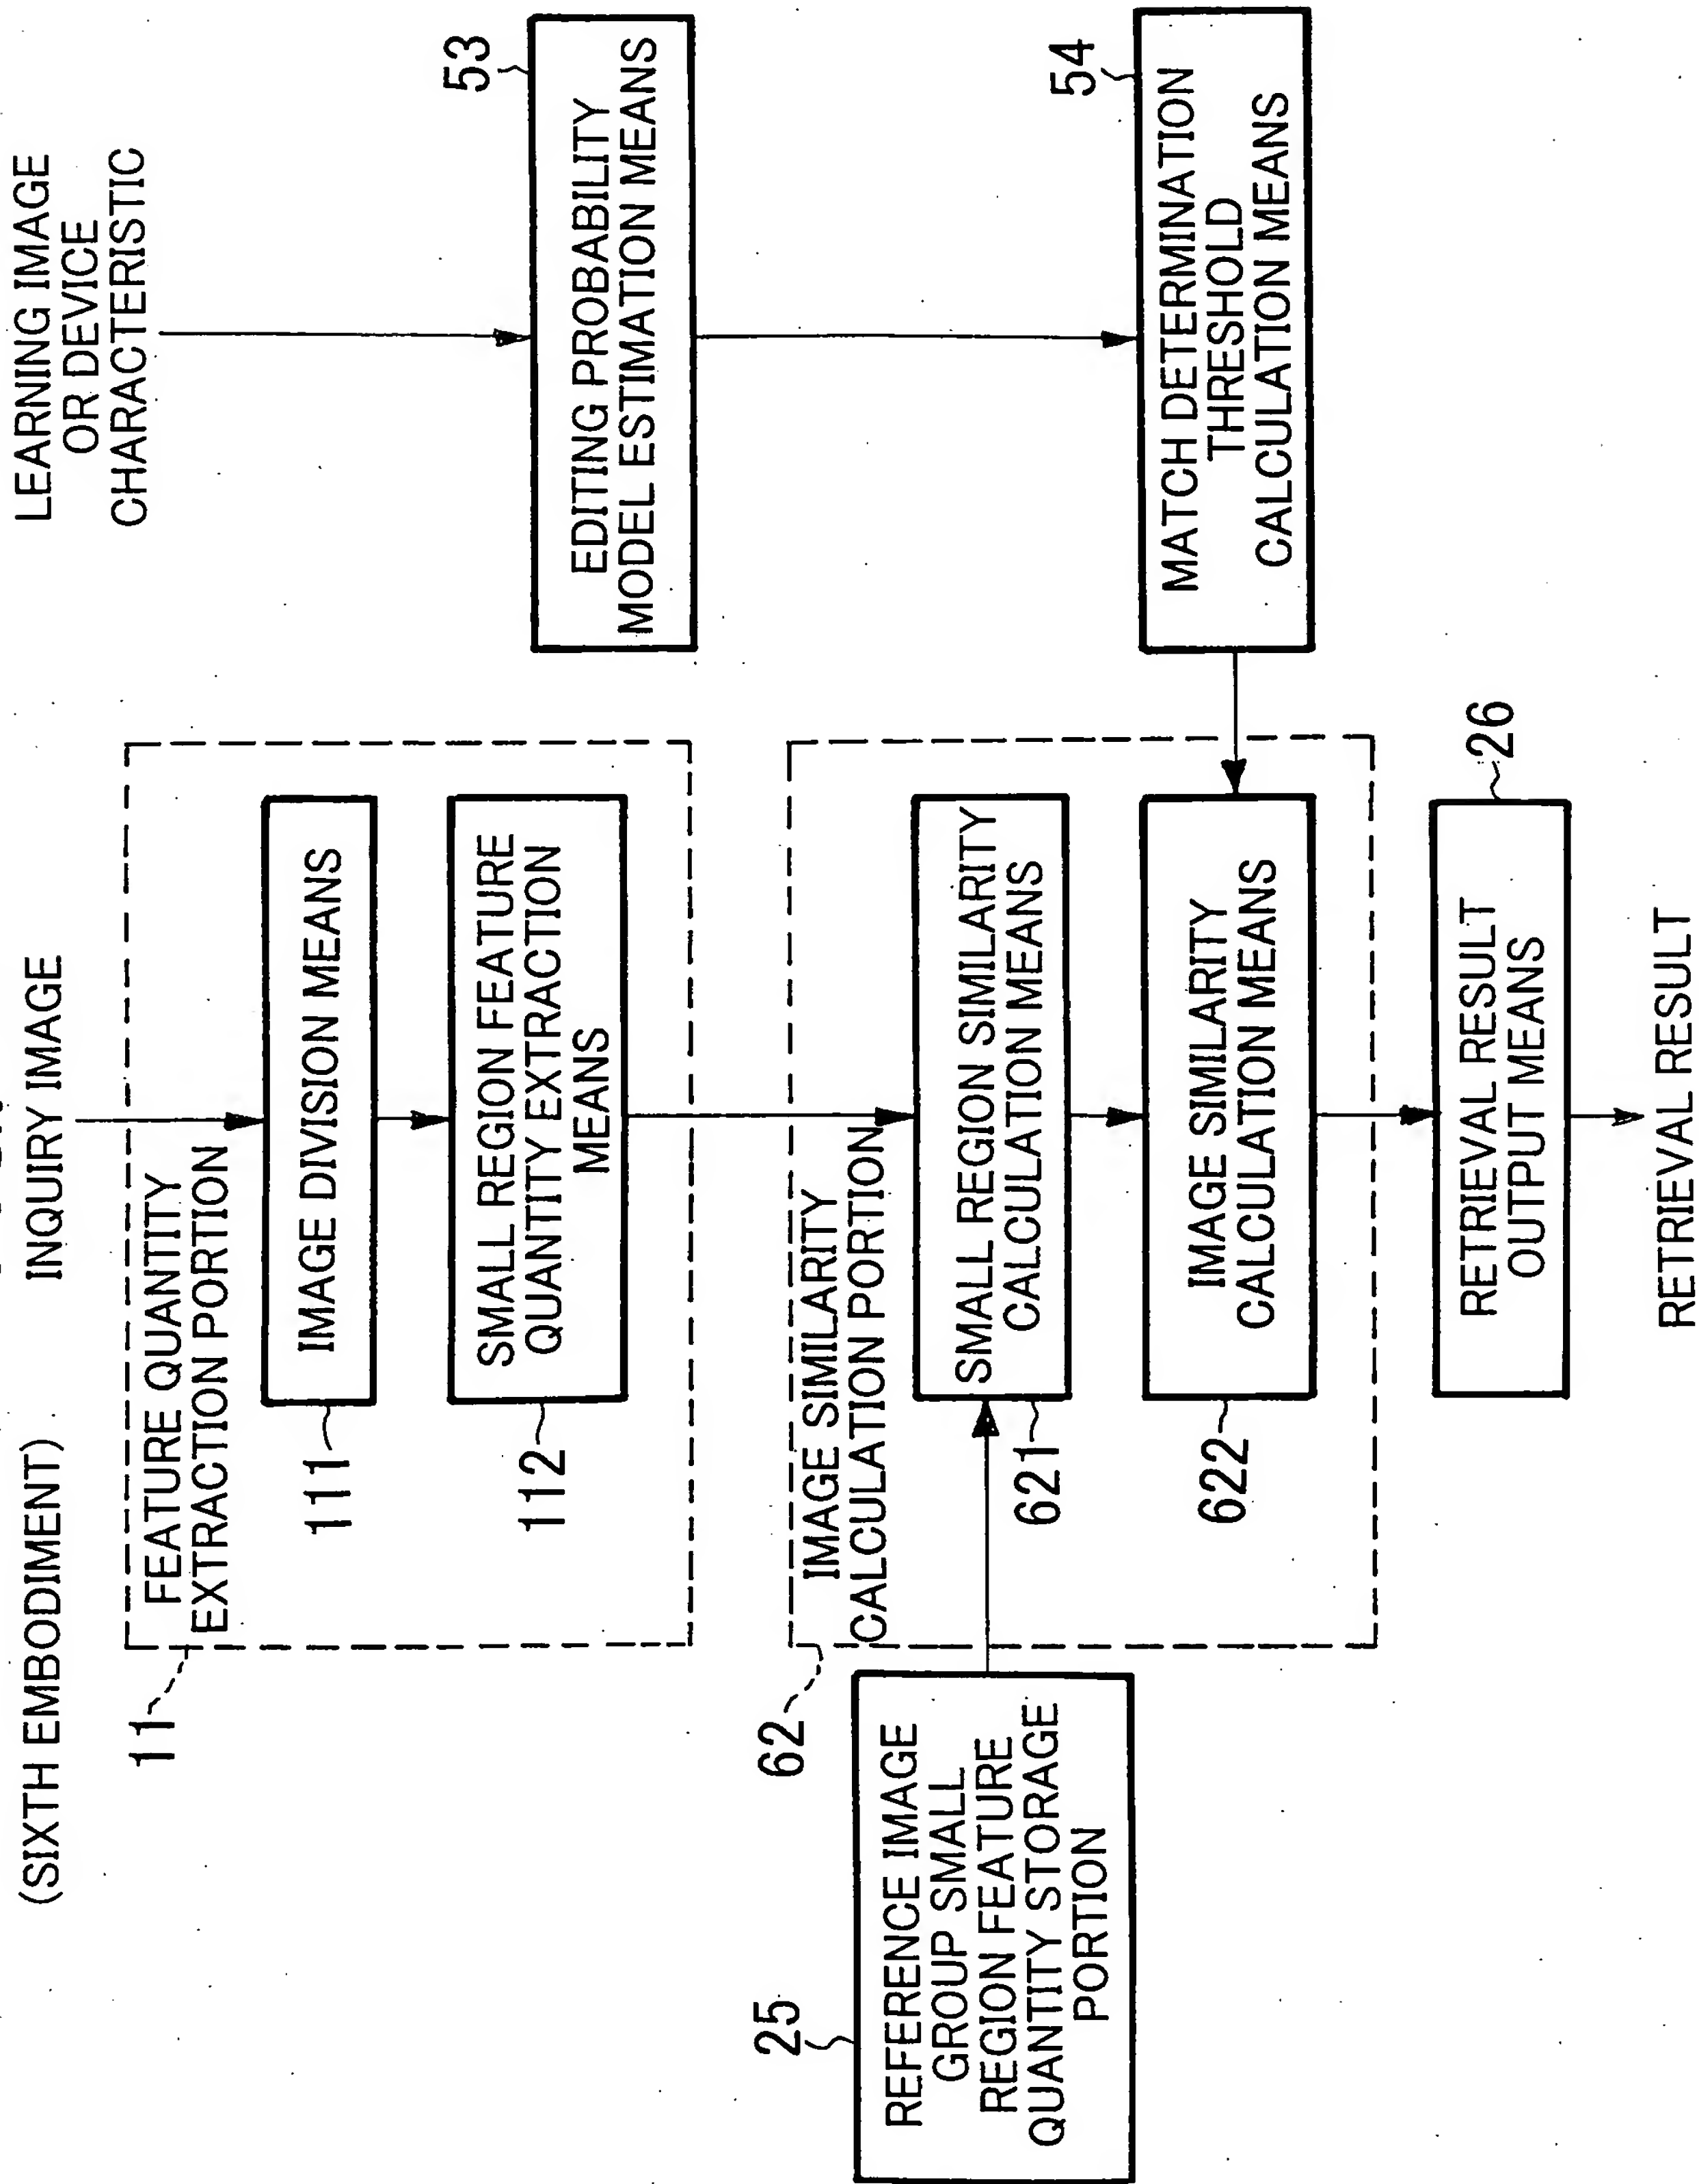 (SIXTH EMBODIMENT)
INQUIRY IMAGE
LEARNING IMAGE
OR DEVICE
CHARACTERISTIC
11
FEATURE QUANTITY
EXTRACTION PORTION
111
IMAGE DIVISION MEANS
112
SMALL REGION FEATURE
QUANTITY EXTRACTION
MEANS
53
EDITING PROBABILITY
MODEL ESTIMATION MEANS
62
IMAGE SIMILARITY
CALCULATION PORTION
25
REFERENCE IMAGE
GROUP SMALL
REGION FEATURE
QUANTITY STORAGE
PORTION
621
SMALL REGION SIMILARITY
CALCULATION MEANS
622
IMAGE SIMILARITY
CALCULATION MEANS
54
MATCH DETERMINATION
THRESHOLD
CALCULATION MEANS
26
RETRIEVAL RESULT
OUTPUT MEANS
RETRIEVAL RESULT